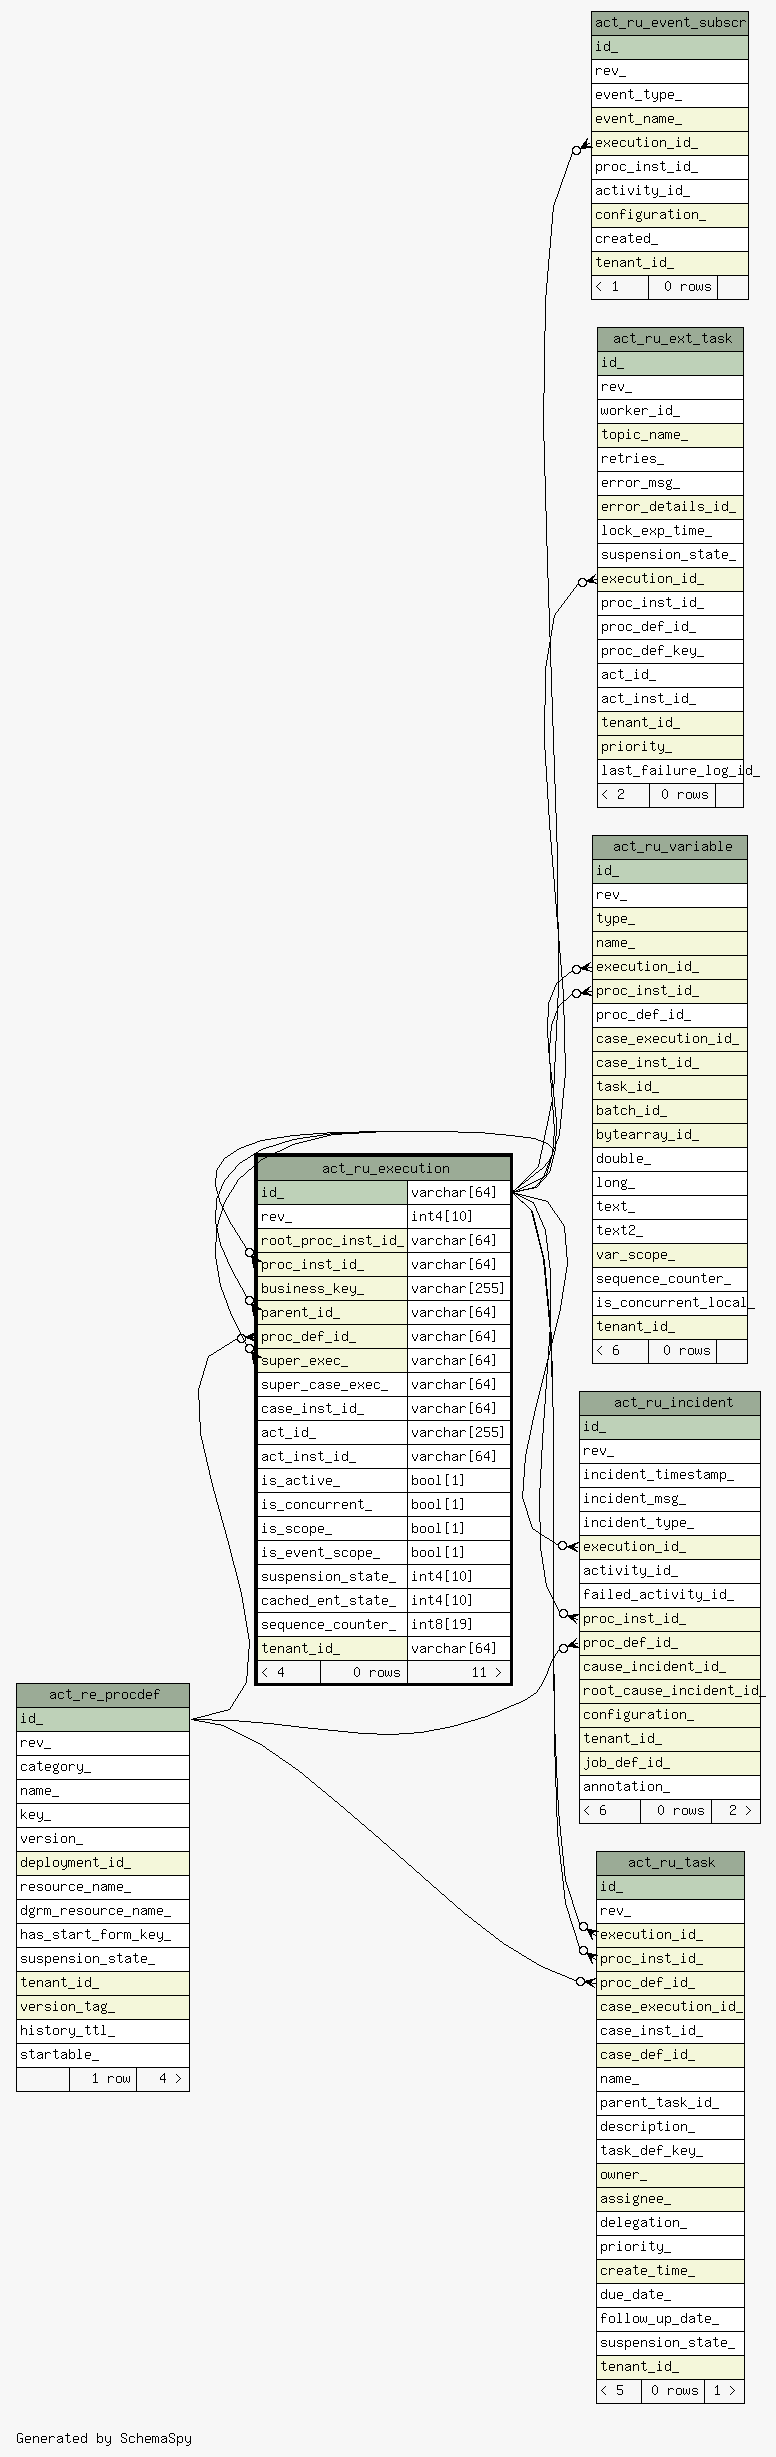 act_ru_event_subscr
id_
rev_
event_type_
event_name_
execution_id_
proc_inst_id_
activity_id_
configuration_
created_
tenant_id_
< 1 0 rows
act_ru_ext_task
id_
rev_
worker_id_
topic_name_
retries_
error_msg_
error_details_id_
lock_exp_time_
suspension_state_
execution_id_
proc_inst_id_
proc_def_id_
proc_def_key_
act_id_
act_inst_id_
tenant_id_
priority_
last_failure_log_id_
< 2 0 rows
act_ru_variable
id_
rev_
type_
name_
execution_id_
proc_inst_id_
proc_def_id_
case_execution_id_
case_inst_id_
task_id_
batch_id_
bytearray_id_
double_
long_
text_
text2_
var_scope_
sequence_counter_
is_concurrent_local_
tenant_id_
< 6 0 rows
act_ru_execution
id_ varchar[64]
rev_ int4[10]
root_proc_inst_id_ varchar[64]
proc_inst_id_ varchar[64]
business_key_ varchar[255]
parent_id_ varchar[64]
proc_def_id_ varchar[64]
super_exec_ varchar[64]
super_case_exec_ varchar[64]
case_inst_id_ varchar[64]
act_id_ varchar[255]
act_inst_id_ varchar[64]
is_active_ bool[1]
is_concurrent_ bool[1]
is_scope_ bool[1]
is_event_scope_ bool[1]
suspension_state_ int4[10]
cached_ent_state_ int4[10]
sequence_counter_ int8[19]
tenant_id_ varchar[64]
< 4 0 rows 11 >
act_ru_incident
id_
rev_
incident_timestamp_
incident_msg_
incident_type_
execution_id_
activity_id_
failed_activity_id_
proc_inst_id_
proc_def_id_
cause_incident_id_
root_cause_incident_id_
configuration_
tenant_id_
job_def_id_
annotation_
< 6 0 rows 2 >
act_re_procdef
id_
rev_
category_
name_
key_
version_
deployment_id_
resource_name_
dgrm_resource_name_
has_start_form_key_
suspension_state_
tenant_id_
version_tag_
history_ttl_
startable_
1 row 4 >
act_ru_task
id_
rev_
execution_id_
proc_inst_id_
proc_def_id_
case_execution_id_
case_inst_id_
case_def_id_
name_
parent_task_id_
description_
task_def_key_
owner_
assignee_
delegation_
priority_
create_time_
due_date_
follow_up_date_
suspension_state_
tenant_id_
< 5 0 rows 1 >
Generated by SchemaSpy